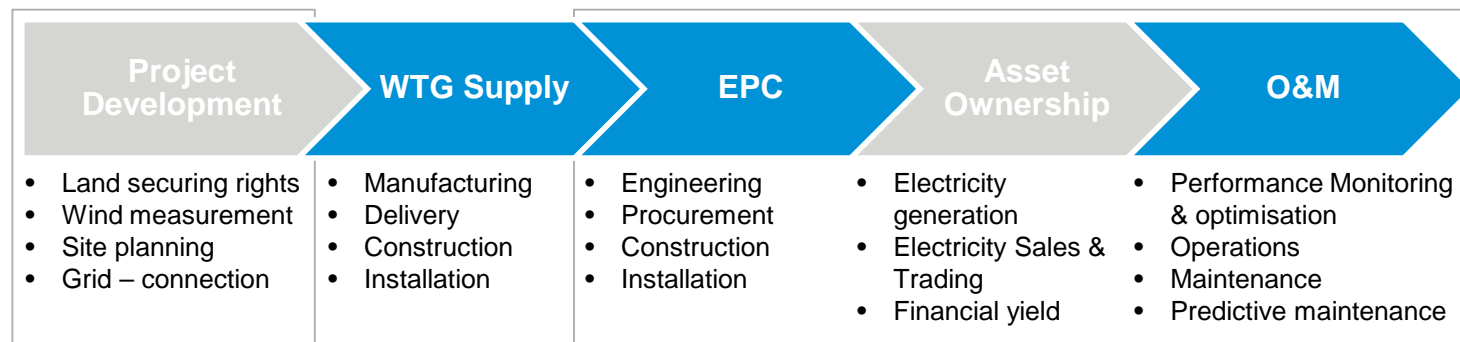 Project
Development
WTG Supply
EPC
Asset
Ownership
O&M
• Land securing rights
• Wind measurement
• Site planning
• Grid – connection
• Manufacturing
• Delivery
• Construction
• Installation
• Engineering
• Procurement
• Construction
• Installation
• Electricity
generation
• Electricity Sales &
Trading
• Financial yield
• Performance Monitoring
& optimisation
• Operations
• Maintenance
• Predictive maintenance